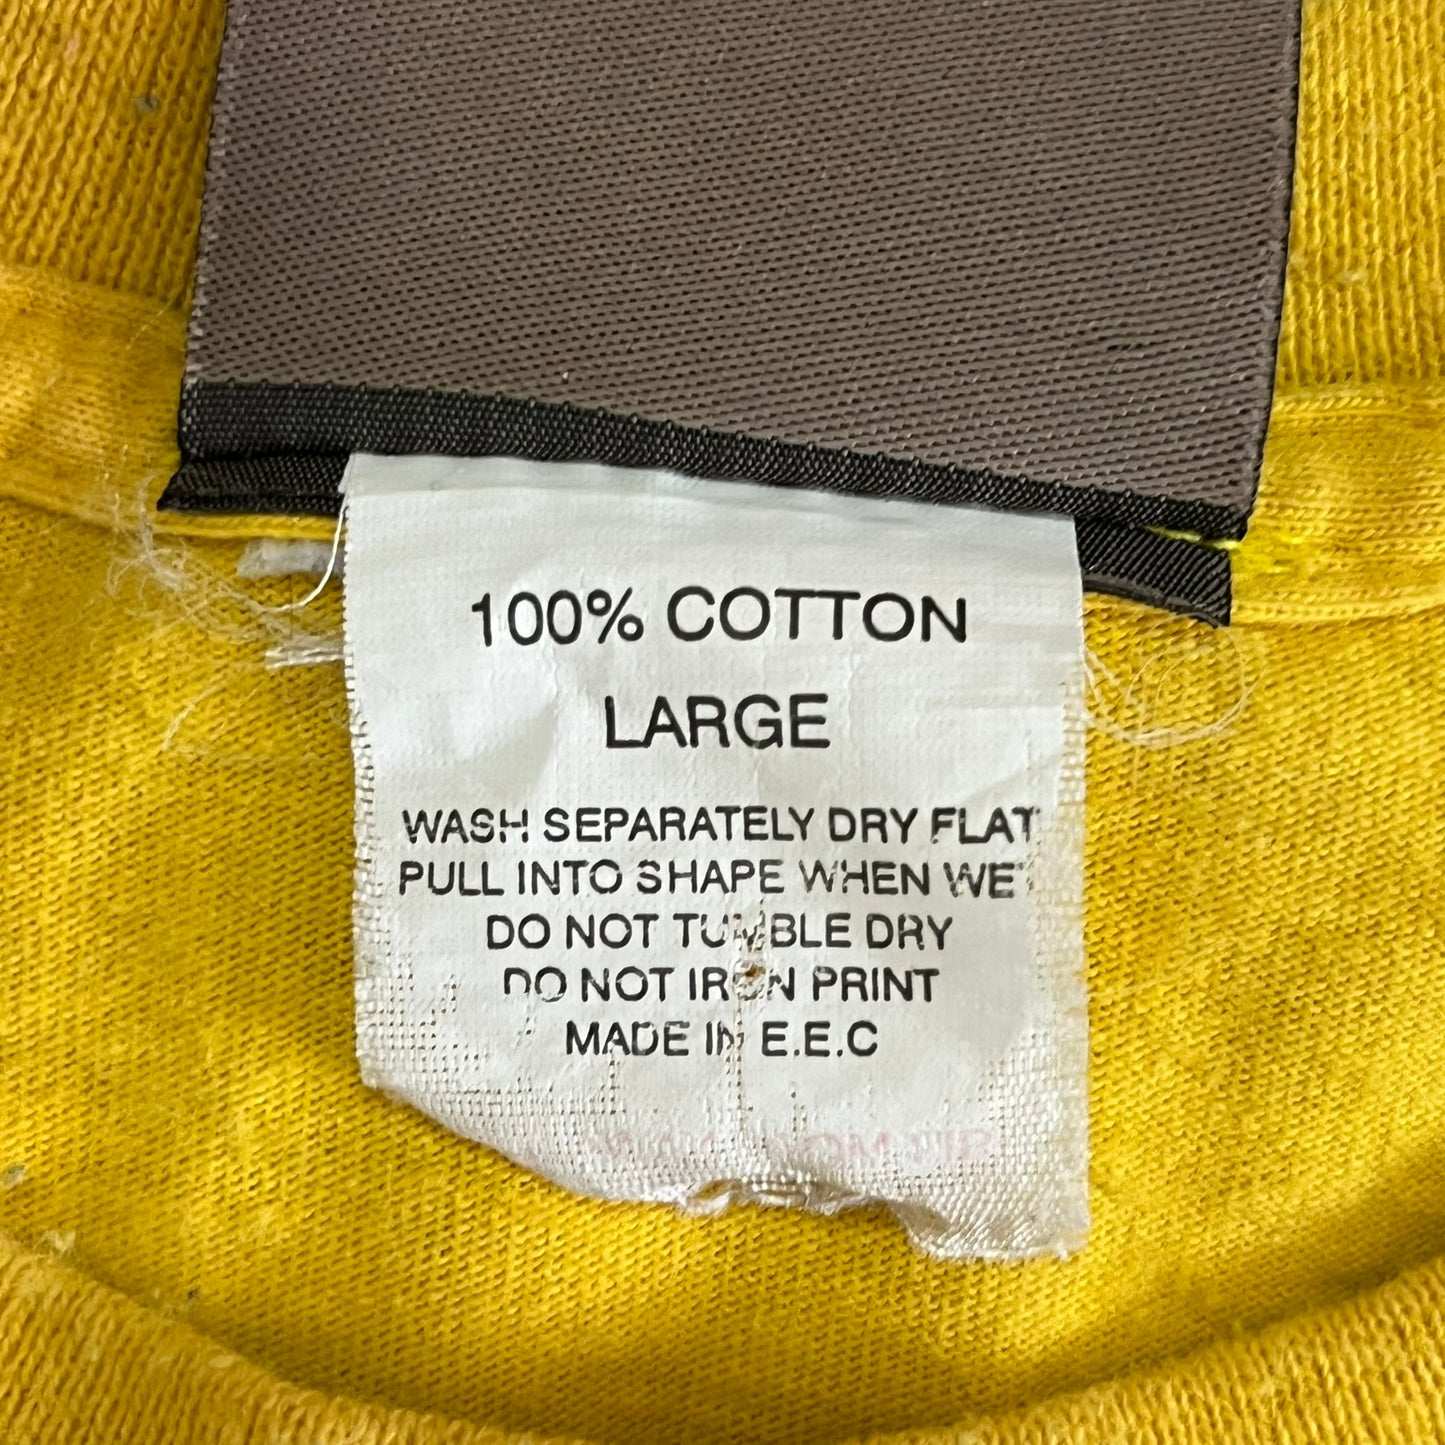 100% COTTON
LARGE
WASH SEPARATELY DRY FLAT
PULL INTO SHAPE WHEN WET
DO NOT TUMBLE DRY
DO NOT IRON PRINT
MADE IN E.E.C